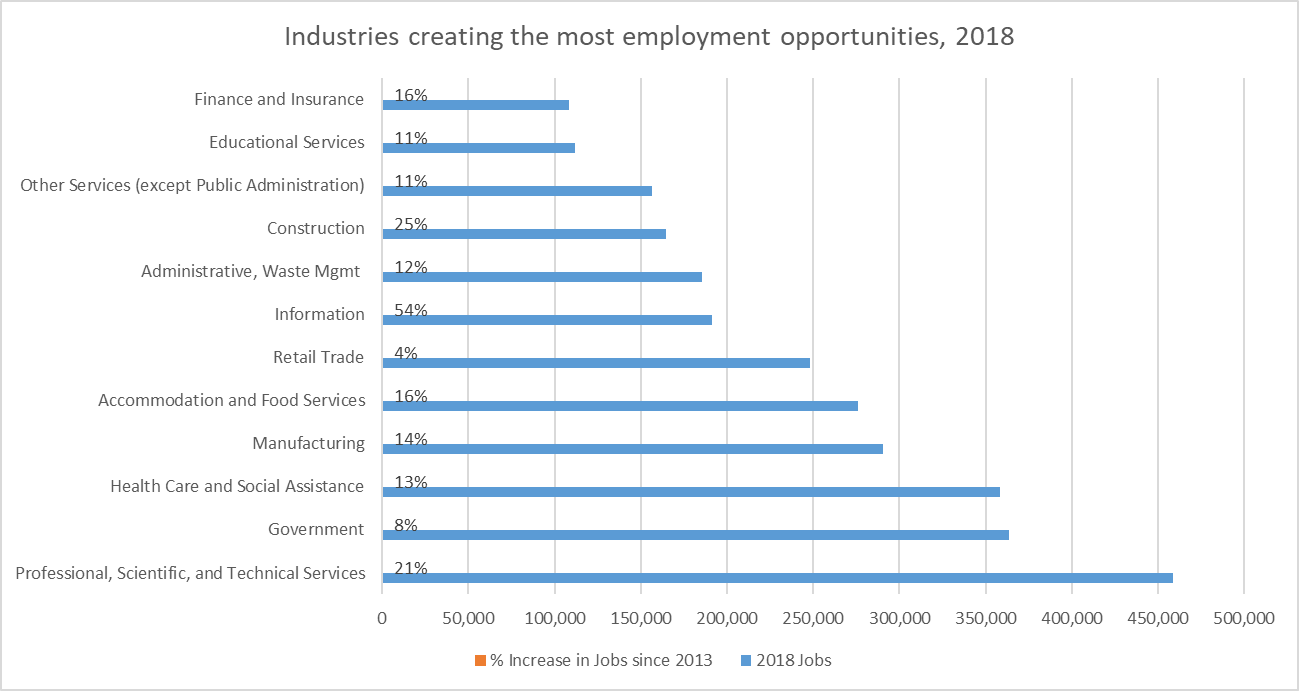 Industries creating the most employment opportunities, 2018
Finance and Insurance 16%
Educational Services 11%
Other Services (except Public Administration) 11%
Construction 25%
Administrative, Waste Mgmt 12%
Information 54%
Retail Trade 4%
Accommodation and Food Services 16%
Manufacturing 14%
Health Care and Social Assistance 13%
Government 8%
Professional, Scientific, and Technical Services 21%
0 50,000 100,000 150,000 200,000 250,000 300,000 350,000 400,000 450,000 500,000
% Increase in Jobs since 2013 2018 Jobs